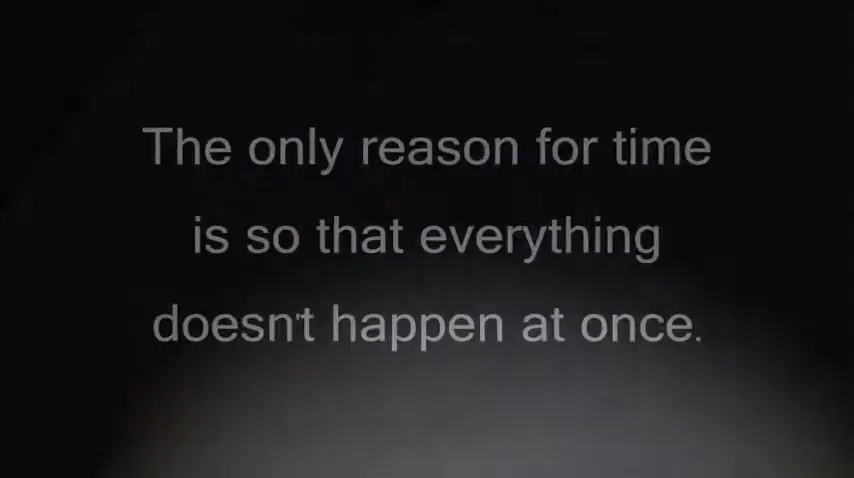 The only reason for time
is so that everything
doesn't happen at once.